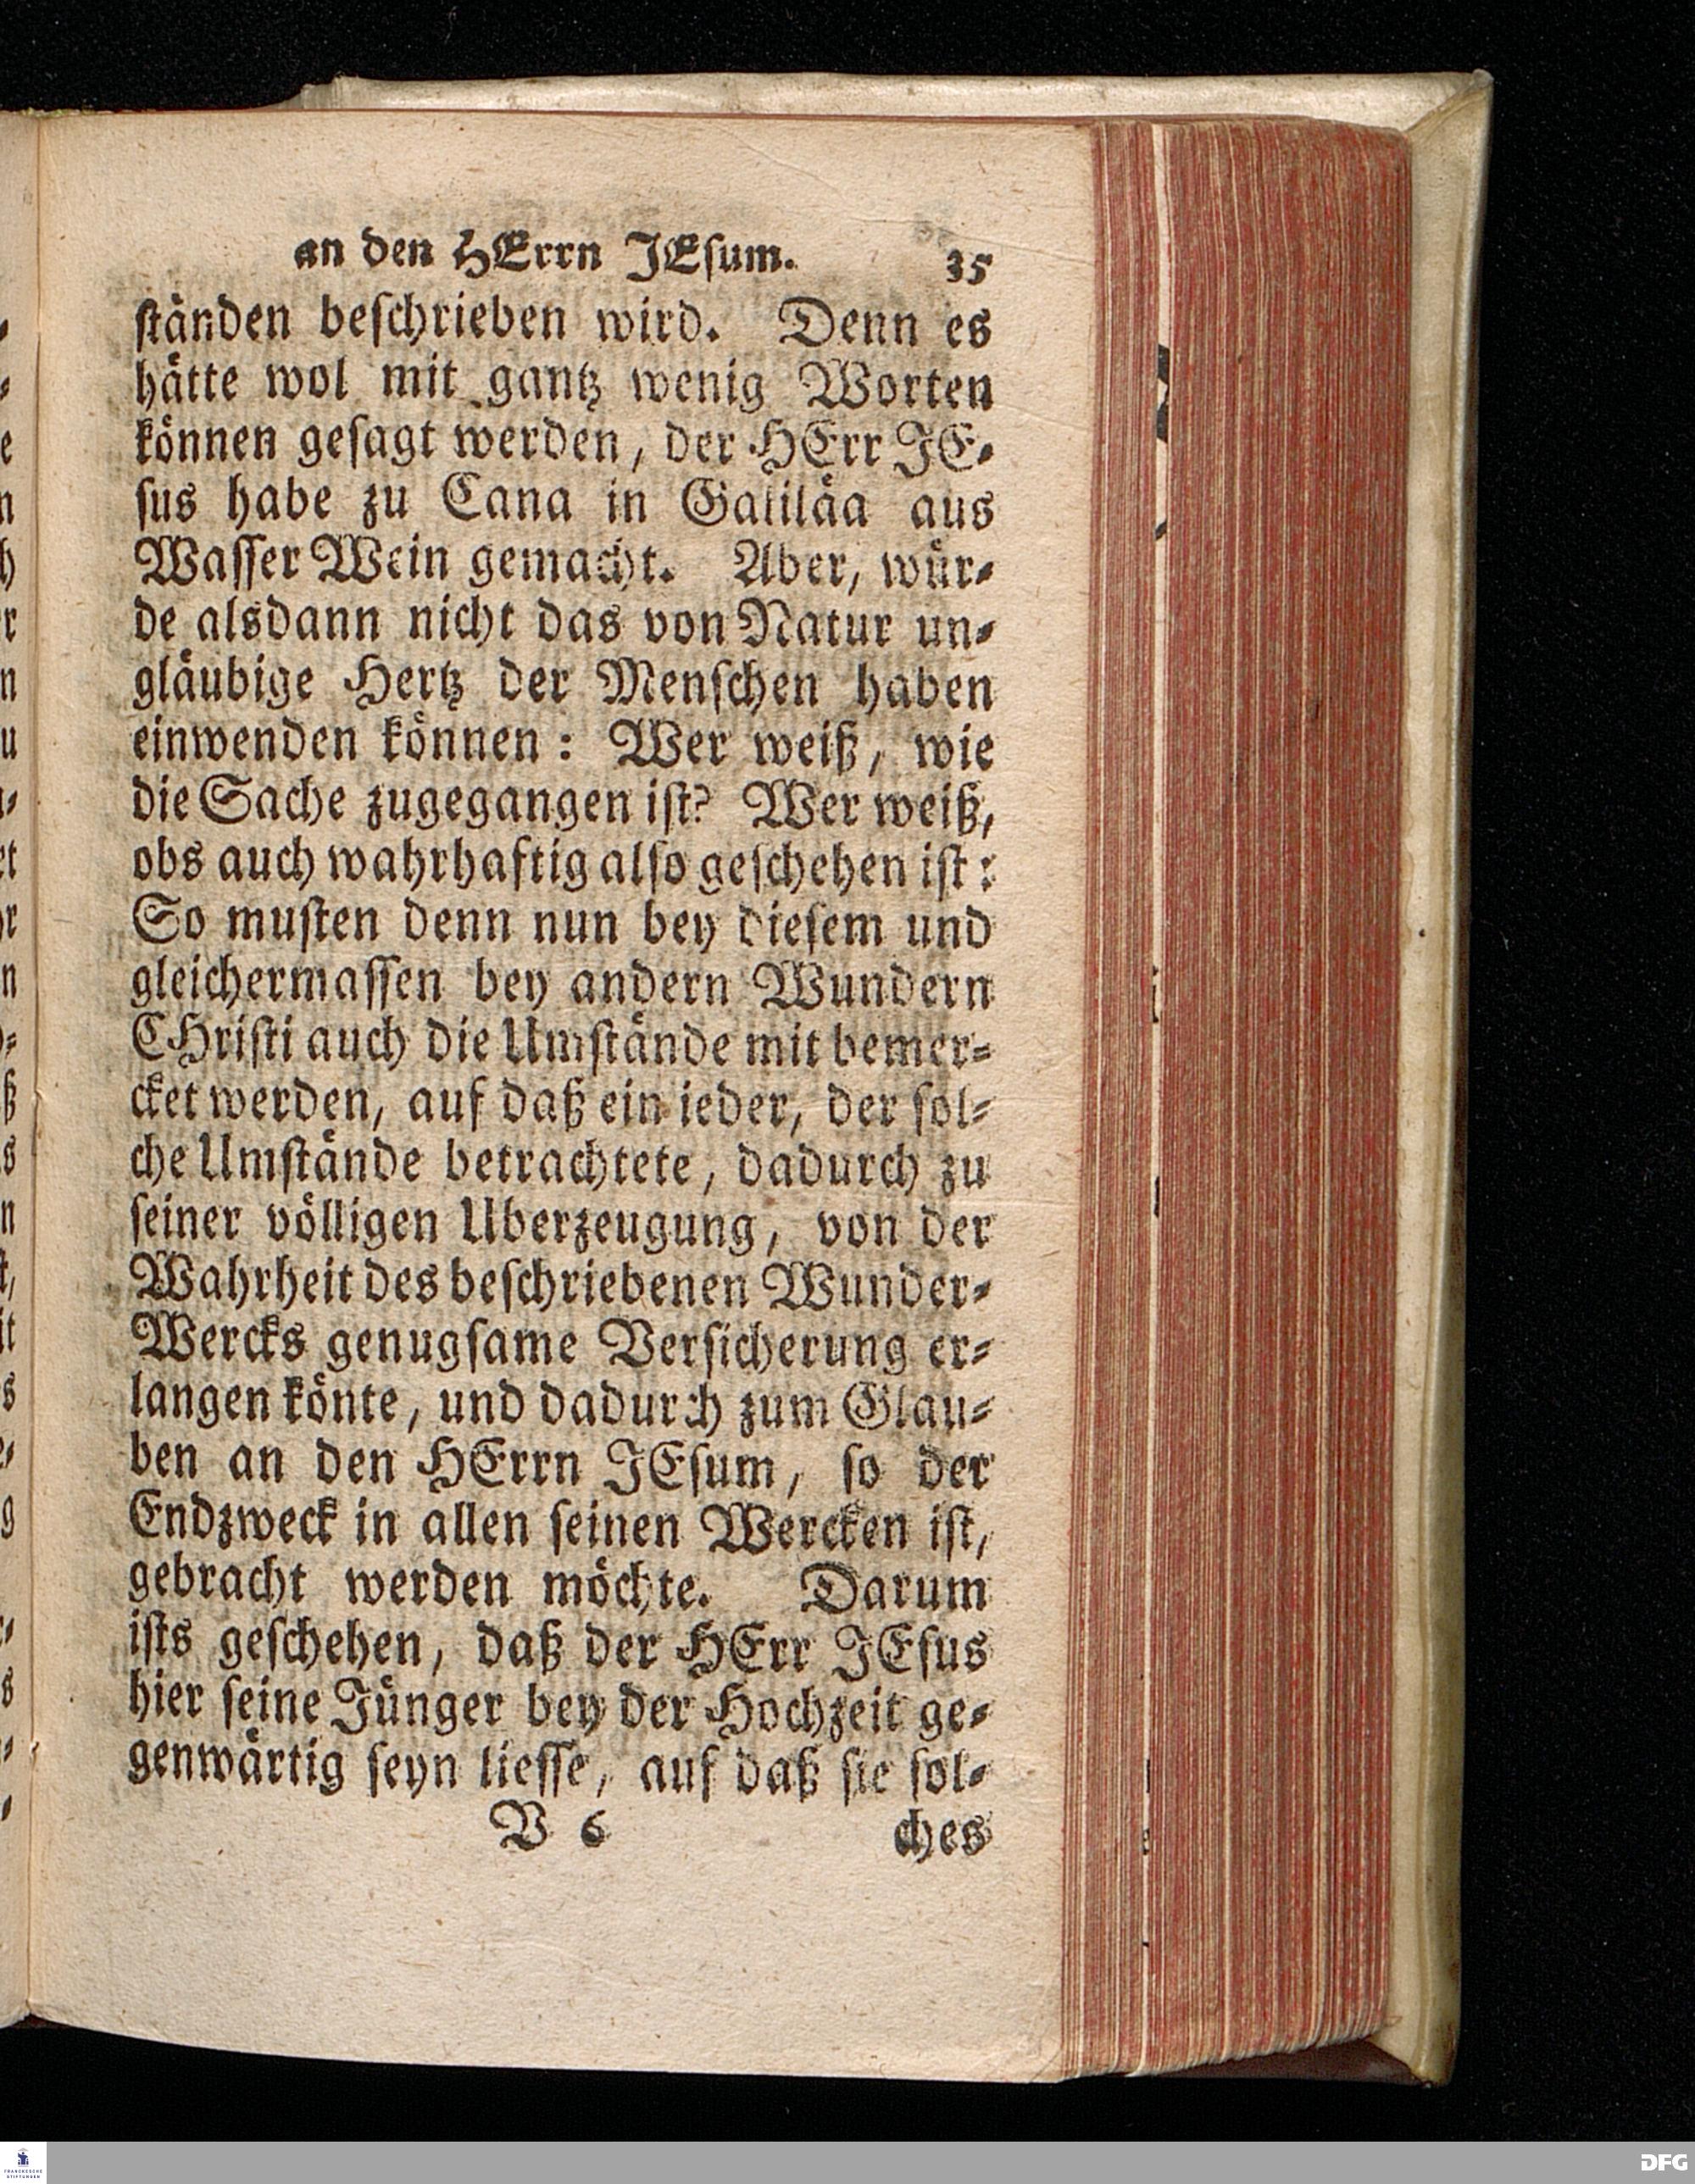 an den HErrn JEſum. 35
ſtänden beſchrieben wird. Denn es
hätte wol mit gantz wenig Worten
können geſagt werden, der HErr JE-
ſus habe zu Cana in Galiläa aus
Waſſer Wein gemacht. Aber, wür-
de alsdann nicht das von Natur un-
gläubige Hertz der Menſchen haben
einwenden können: Wer weiß, wie
die Sache zugegangen iſt? Wer weiß,
obs auch wahrhaftig alſo geſchehen iſt:
So muſten denn nun bey dieſem und
gleichermaſſen bey andern Wundern
CHriſti auch die Umſtände mit bemer-
cket werden, auf daß ein ieder, der ſol-
che Umſtände betrachtete, dadurch zu
ſeiner völligen Uberzeugung, von der
Wahrheit des beſchriebenen Wunder-
Wercks genugſame Verſicherung er-
langen könte, und dadurch zum Glau-
ben an den HErrn JEſum, ſo der
Endzweck in allen ſeinen Wercken iſt,
gebracht werden möchte. Darum
iſts geſchehen, daß der HErr JEſus
hier ſeine Jünger bey der Hochzeit ge-
genwärtig ſeyn lieſſe, auf daß ſie ſol-
V 6 ches
FRANCKESCHE
STIFTUNGEN
DFG